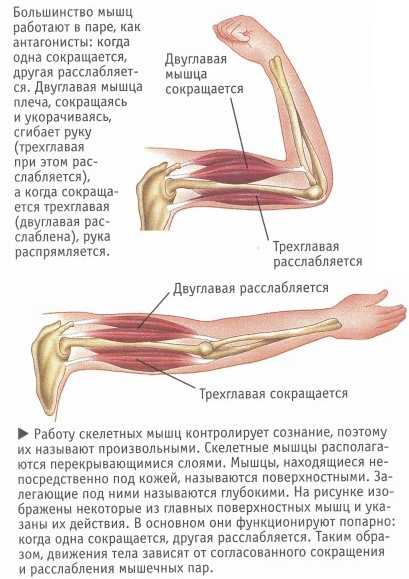 Большинство мышц
работают в паре, как
антагонисты: когда
одна сокращается,
другая расслабляет-
ся. Двуглавая мышца
плеча, сокращаясь
и укорачиваясь,
сгибает руку
(трехглавая
при этом рас-
слабляется),
а когда сокраща-
ется трехглавая
(двуглавая рас-
слаблена), рука
распрямляется.
Двуглавая
мышца
сокращается
Трехглавая
расслабляется
Двуглавая расслабляется
Трехглавая сокращается
▶ Работу скелетных мышц контролирует сознание, поэтому
их называют произвольными. Скелетные мышцы располага-
ются перекрывающимися слоями. Мышцы, находящиеся не-
посредственно под кожей, называются поверхностными. За-
легающие под ними называются глубокими. На рисунке изо-
бражены некоторые из главных поверхностных мышц и ука-
заны их действия. В основном они функционируют попарно:
когда одна сокращается, другая расслабляется. Таким обра-
зом, движения тела зависят от согласованного сокращения
и расслабления мышечных пар.